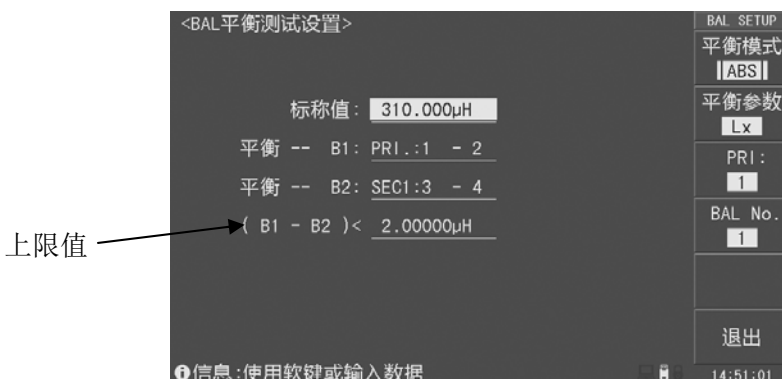 <BAL平衡测试设置>
标称值: 310.000μH
平衡 -- B1: PRI.:1 - 2
平衡 -- B2: SEC1:3 - 4
( B1 - B2 )< 2.00000μH
上限值
信息:使用软键或输入数据
BAL SETUP
平衡模式
ABS
平衡参数
Lx
PRI:
1
BAL No.
1
退出
14:51:01